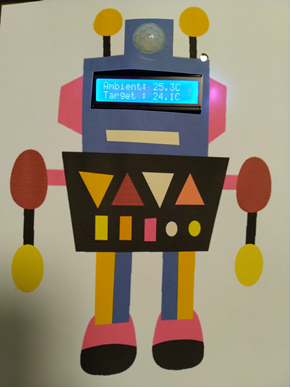 Ambient: 25.3C
Target : 24.1C